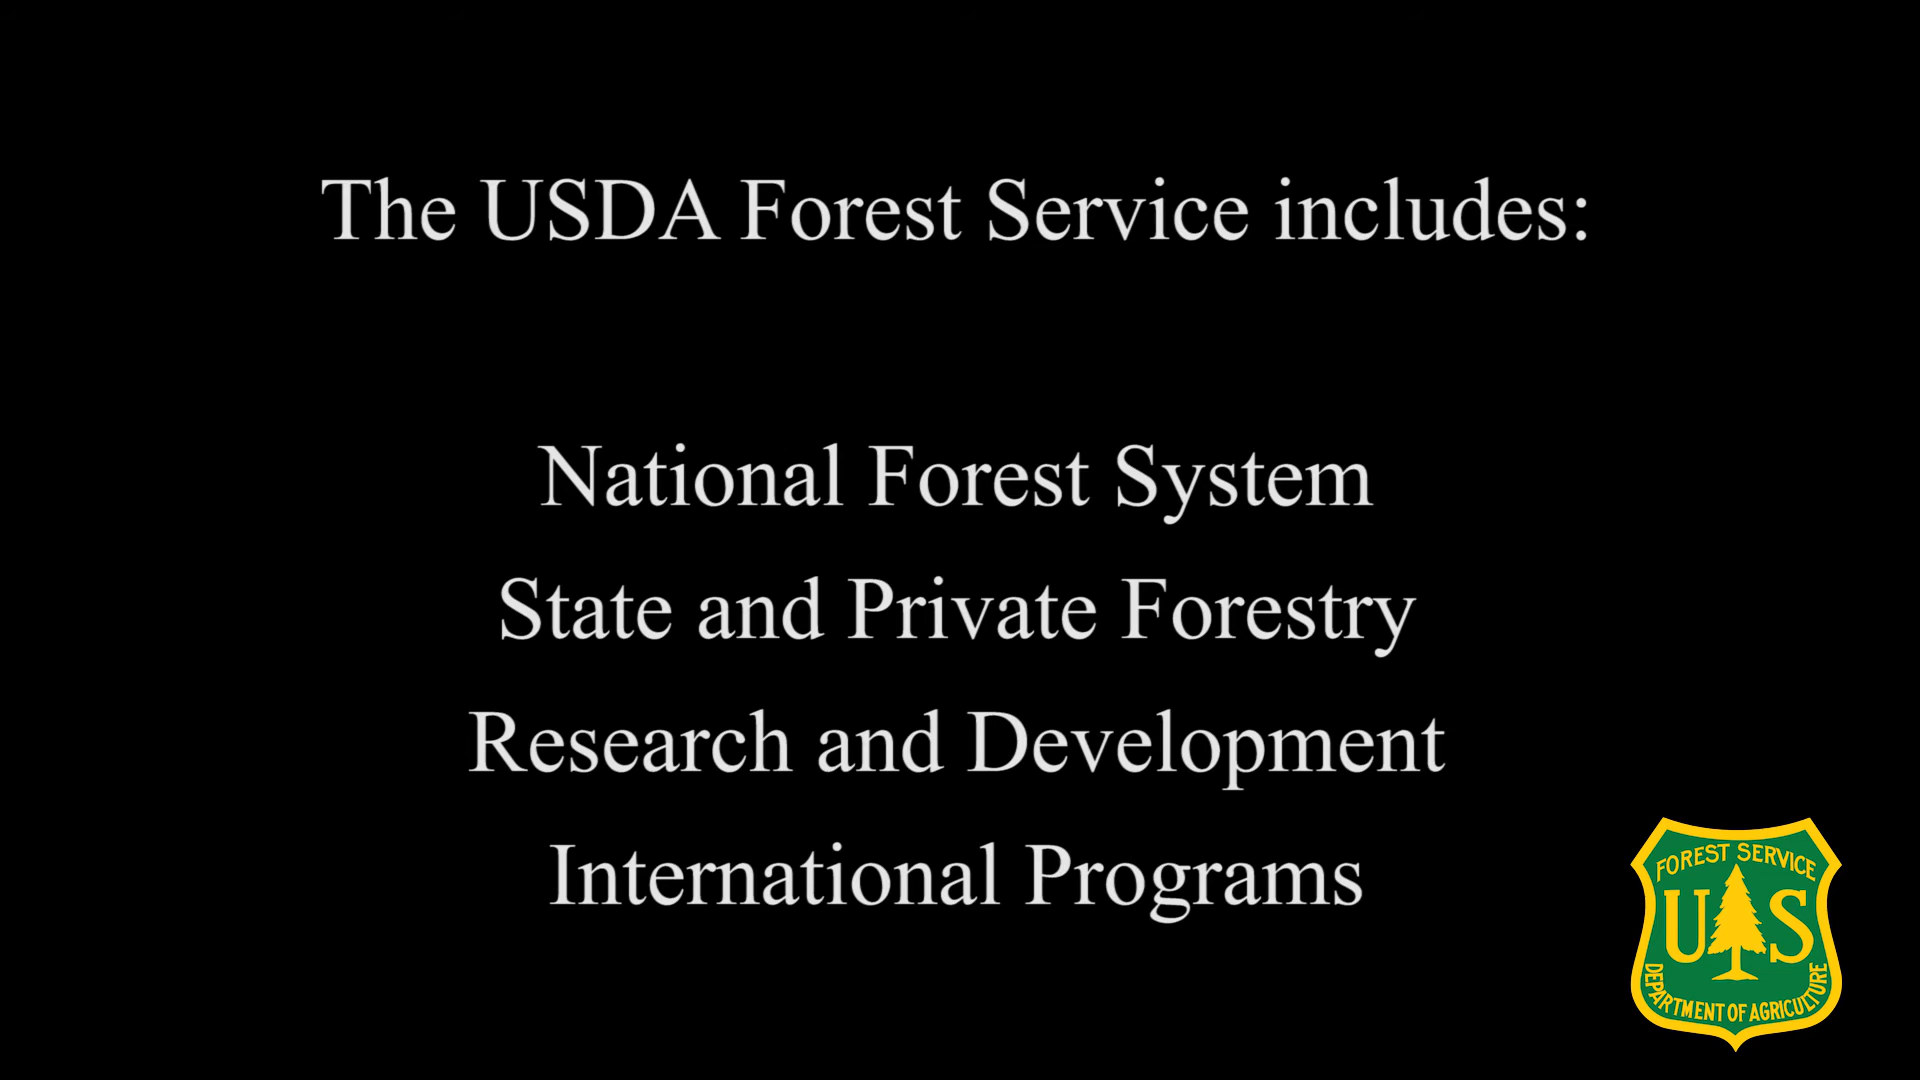 The USDA Forest Service includes:
National Forest System
State and Private Forestry
Research and Development
International Programs
FOREST SERVICE
U S
DEPARTMENT OF AGRICULTURE